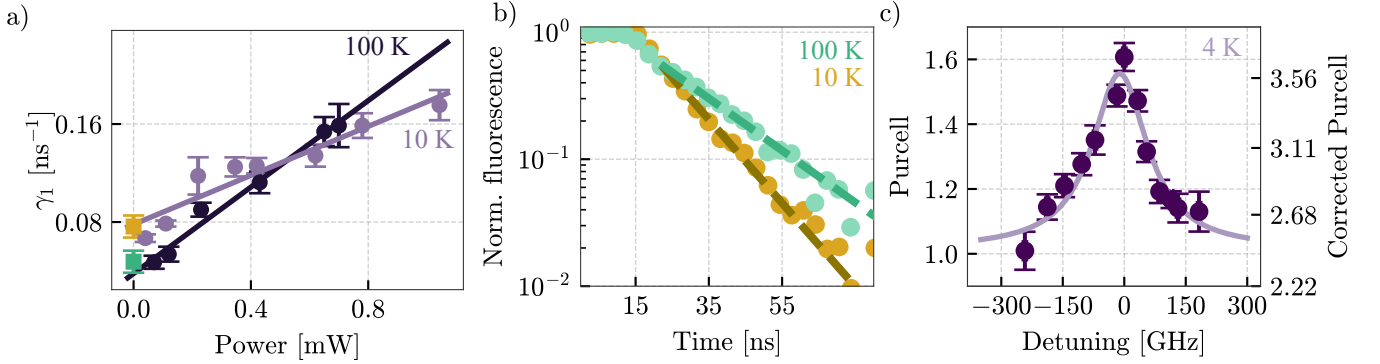 a)
100 K
10 K
0.16
0.08
γ₁ [ns⁻¹]
0.0 0.4 0.8
Power [mW]
b)
100 K
10 K
10⁰
10⁻¹
10⁻²
Norm. fluorescence
15 35 55
Time [ns]
c)
4 K
1.6
1.4
1.2
1.0
Purcell
3.56
3.11
2.68
2.22
Corrected Purcell
−300 −150 0 150 300
Detuning [GHz]